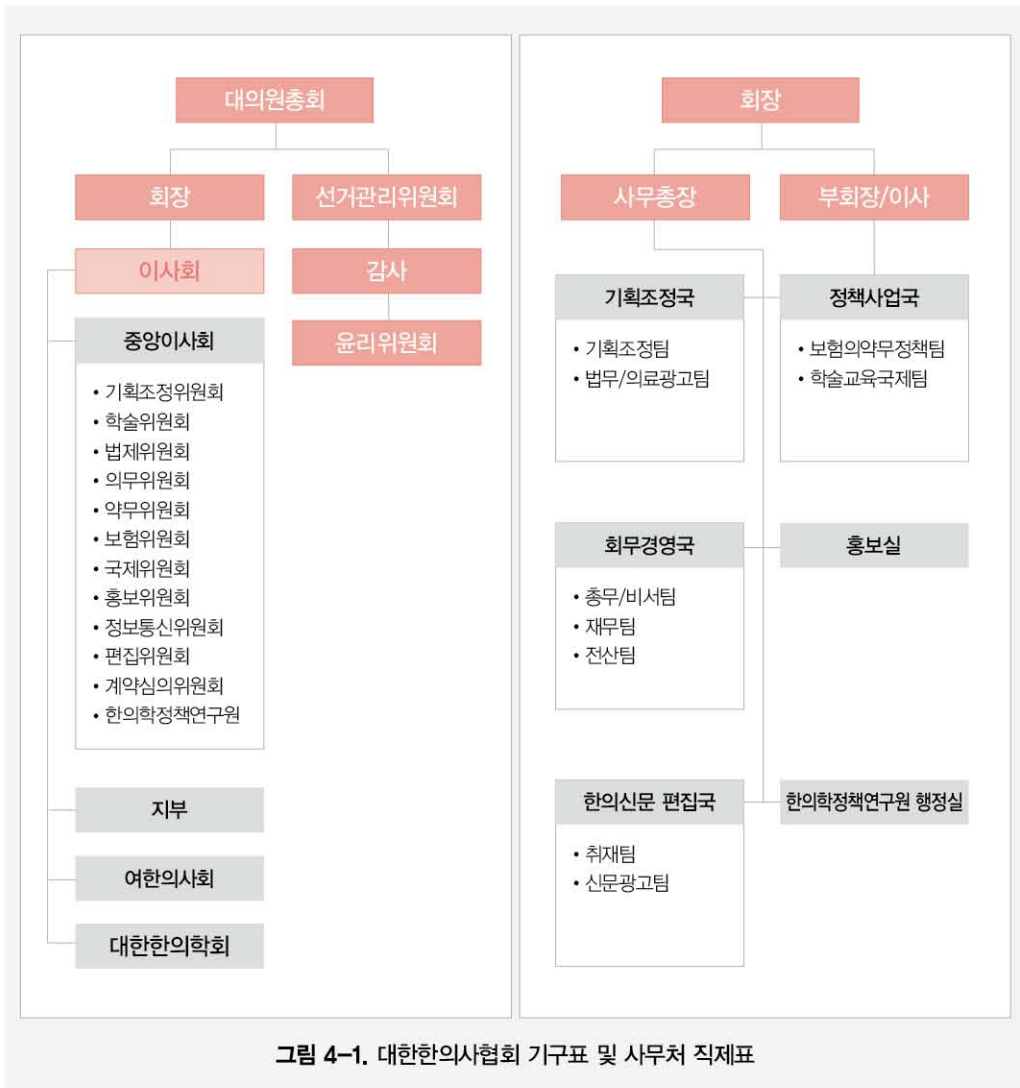 대의원총회
회장
선거관리위원회
이사회
감사
윤리위원회
중앙이사회
• 기획조정위원회
• 학술위원회
• 법제위원회
• 의무위원회
• 약무위원회
• 보험위원회
• 국제위원회
• 홍보위원회
• 정보통신위원회
• 편집위원회
• 계약심의위원회
• 한의학정책연구원
지부
여한의사회
대한한의학회
회장
사무총장
부회장/이사
기획조정국
• 기획조정팀
• 법무/의료광고팀
정책사업국
• 보험의약무정책팀
• 학술교육국제팀
회무경영국
• 총무/비서팀
• 재무팀
• 전산팀
홍보실
한의신문 편집국
• 취재팀
• 신문광고팀
한의학정책연구원 행정실
그림 4-1. 대한한의사협회 기구표 및 사무처 직제표